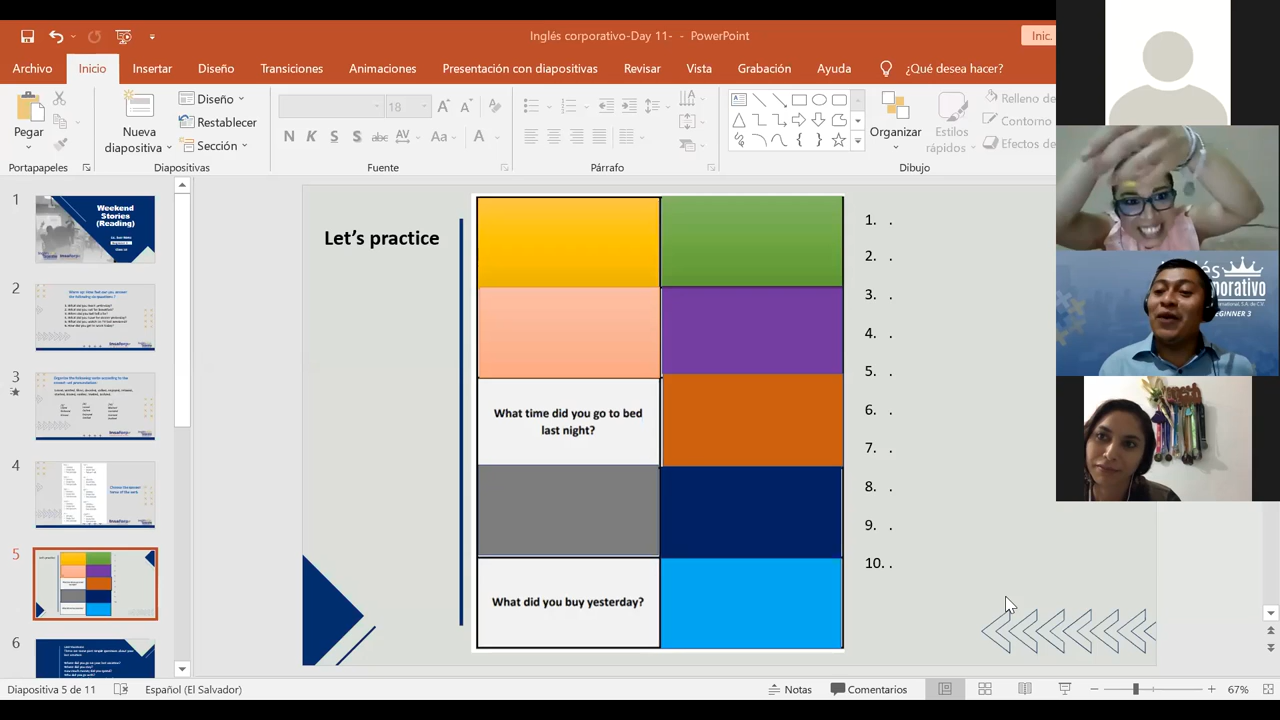 Inglés corporativo-Day 11- - PowerPoint
Inic.
Archivo
Inicio
Insertar
Diseño
Transiciones
Animaciones
Presentación con diapositivas
Revisar
Vista
Grabación
Ayuda
¿Qué desea hacer?
Pegar
Nueva
diapositiva
Diseño
Restablecer
Sección
18
N K S S abc AV Aa A
Organizar
Estilos
rápidos
Relleno de
Contorno
Efectos de
Portapapeles
Diapositivas
Fuente
Párrafo
Dibujo
1
Weekend
Stories
(Reading)
2
3
4
5
6
Let's practice
What time did you go to bed
last night?
What did you buy yesterday?
1. .
2. .
3. .
4. .
5. .
6. .
7. .
8. .
9. .
10. .
EGINNER 3
Diapositiva 5 de 11
Español (El Salvador)
Notas
Comentarios
67%